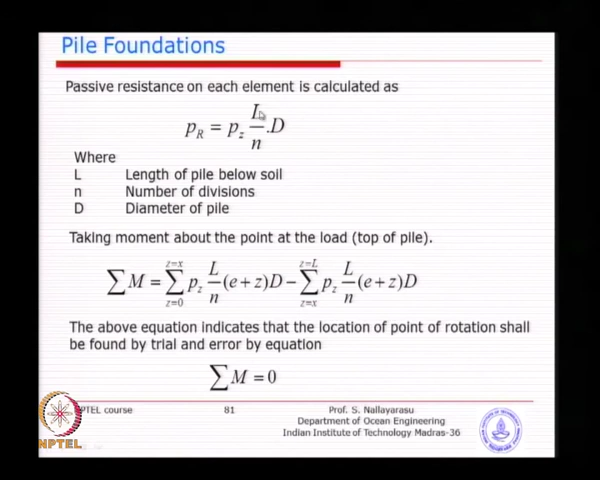 Pile Foundations
Passive resistance on each element is calculated as
p_R = p_z L/n .D
Where
L Length of pile below soil
n Number of divisions
D Diameter of pile
Taking moment about the point at the load (top of pile).
∑M = ∑_{z=0}^{z=x} p_z L/n (e+z)D − ∑_{z=x}^{z=L} p_z L/n (e+z)D
The above equation indicates that the location of point of rotation shall
be found by trial and error by equation
∑M = 0
NPTEL course 81 Prof. S. Nallayarasu
Department of Ocean Engineering
Indian Institute of Technology Madras-36
NPTEL